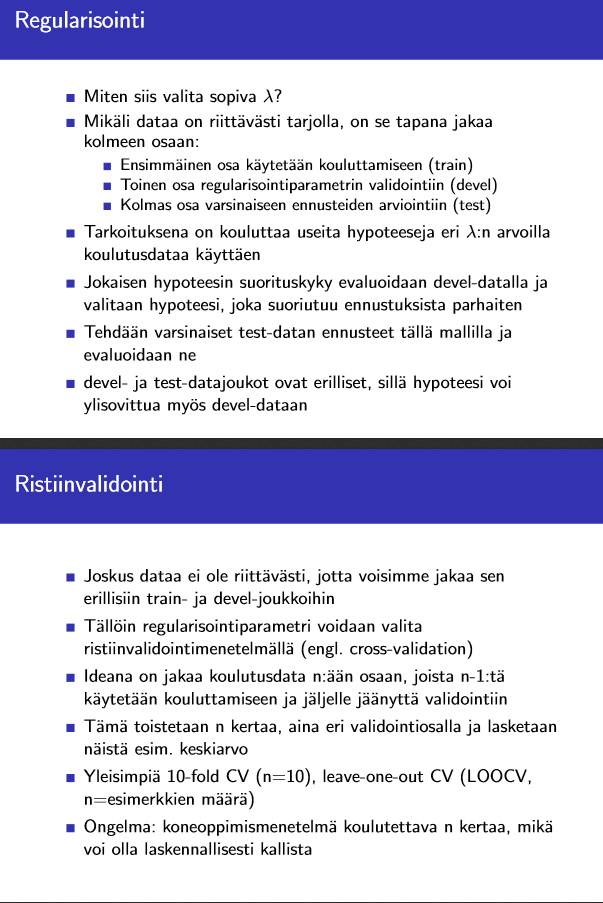 Regularisointi
Miten siis valita sopiva λ?
Mikäli dataa on riittävästi tarjolla, on se tapana jakaa
kolmeen osaan:
Ensimmäinen osa käytetään kouluttamiseen (train)
Toinen osa regularisointiparametrin validointiin (devel)
Kolmas osa varsinaiseen ennusteiden arviointiin (test)
Tarkoituksena on kouluttaa useita hypoteeseja eri λ:n arvoilla
koulutusdataa käyttäen
Jokaisen hypoteesin suorituskyky evaluoidaan devel-datalla ja
valitaan hypoteesi, joka suoriutuu ennustuksista parhaiten
Tehdään varsinaiset test-datan ennusteet tällä mallilla ja
evaluoidaan ne
devel- ja test-datajoukot ovat erilliset, sillä hypoteesi voi
ylisovittua myös devel-dataan
Ristiinvalidointi
Joskus dataa ei ole riittävästi, jotta voisimme jakaa sen
erillisiin train- ja devel-joukkoihin
Tällöin regularisointiparametri voidaan valita
ristiinvalidointimenetelmällä (engl. cross-validation)
Ideana on jakaa koulutusdata n:ään osaan, joista n-1:tä
käytetään kouluttamiseen ja jäljelle jäänyttä validointiin
Tämä toistetaan n kertaa, aina eri validointiosalla ja lasketaan
näistä esim. keskiarvo
Yleisimpiä 10-fold CV (n=10), leave-one-out CV (LOOCV,
n=esimerkkien määrä)
Ongelma: koneoppimismenetelmä koulutettava n kertaa, mikä
voi olla laskennallisesti kallista